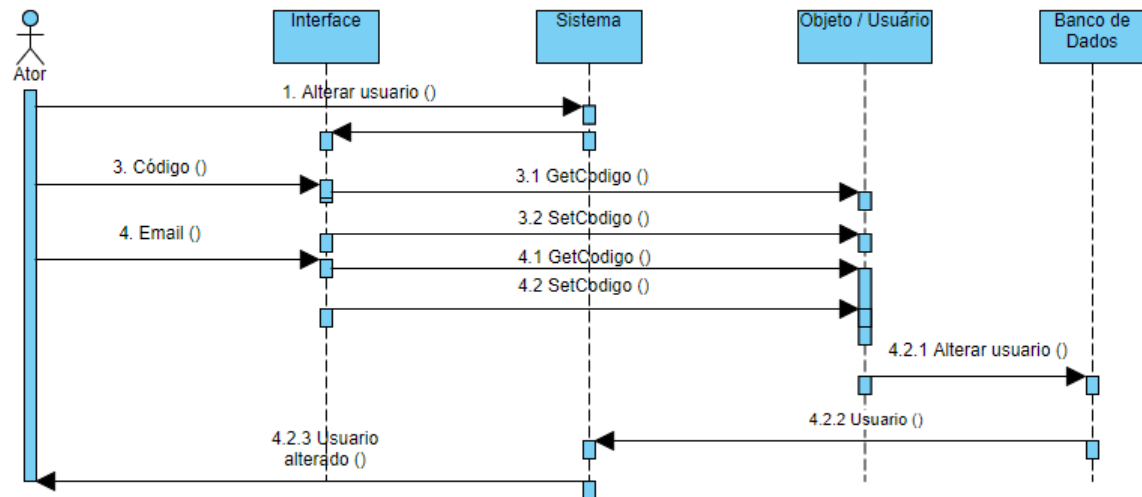 Interface
Sistema
Objeto / Usuário
Banco de
Dados
Ator
1. Alterar usuario ()
3. Código ()
3.1 GetCodigo ()
3.2 SetCodigo ()
4. Email ()
4.1 GetCodigo ()
4.2 SetCodigo ()
4.2.1 Alterar usuario ()
4.2.2 Usuario ()
4.2.3 Usuario
alterado ()